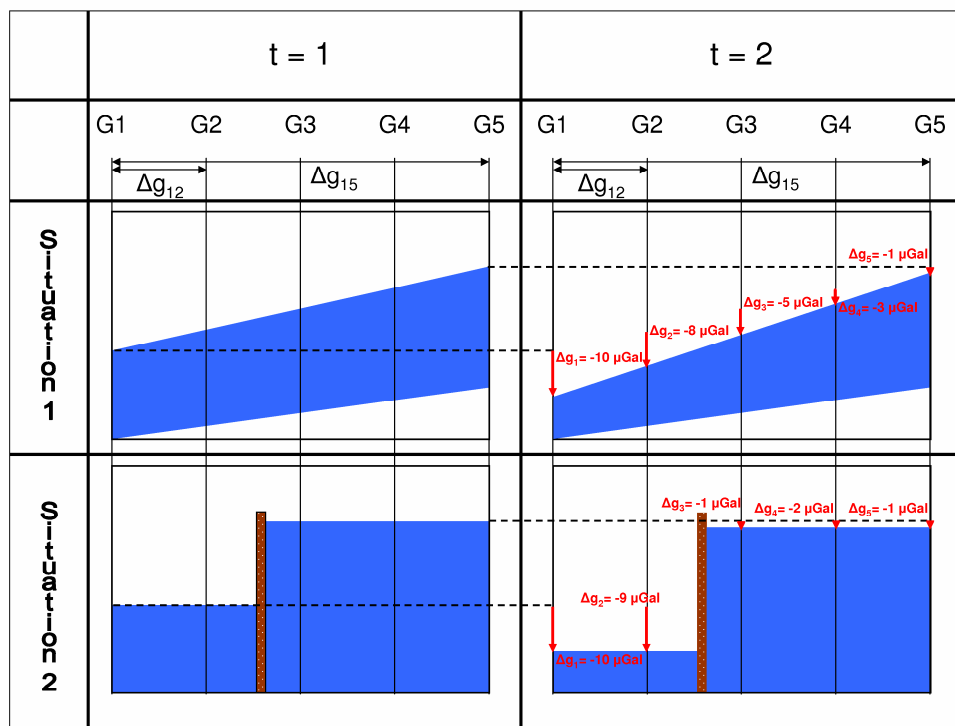 t = 1
t = 2
G1 G2 G3 G4 G5
G1 G2 G3 G4 G5
Δg12
Δg15
Δg12
Δg15
Situation 1
Δg5= -1 µGal
Δg3= -5 µGal
Δg4= -3 µGal
Δg2= -8 µGal
Δg1= -10 µGal
Situation 2
Δg3= -1 µGal
Δg4= -2 µGal
Δg5= -1 µGal
Δg2= -9 µGal
Δg1= -10 µGal